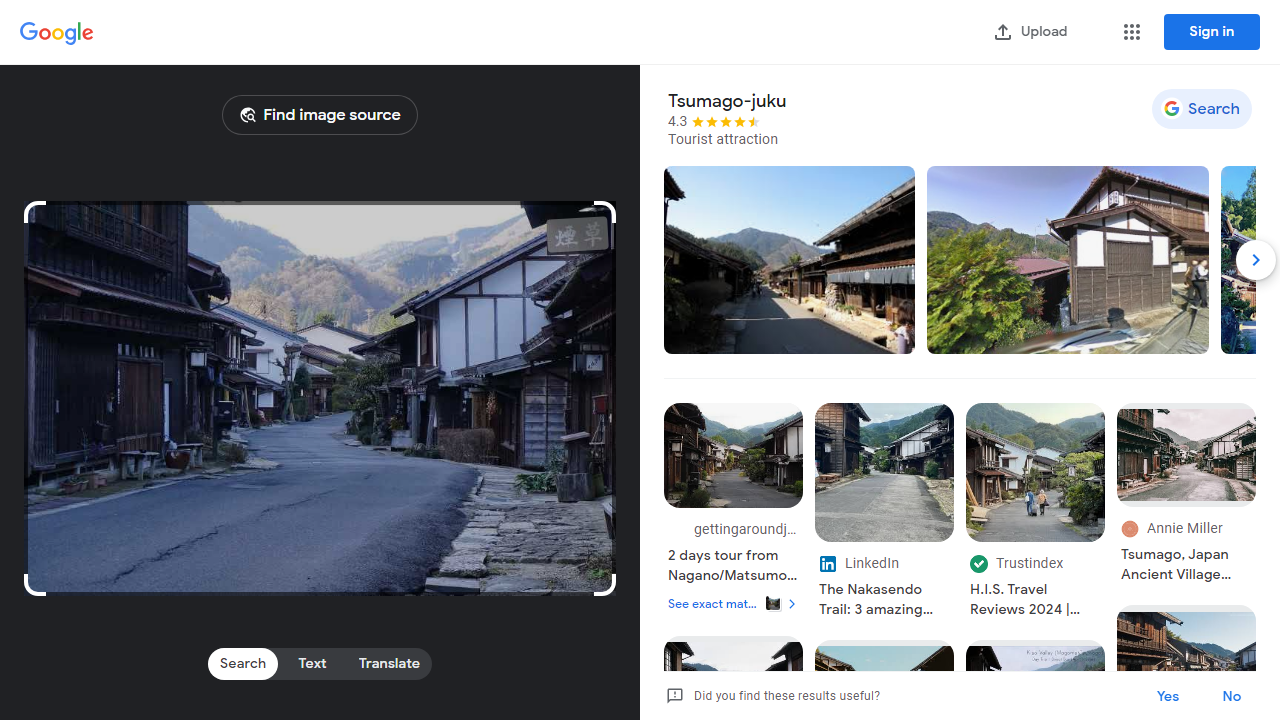 Google
Upload
Sign in
Find image source
煙草
Search
Text
Translate
Tsumago-juku
4.3
Tourist attraction
Search
gettingaroundj...
2 days tour from
Nagano/Matsumo...
See exact mat...
LinkedIn
The Nakasendo
Trail: 3 amazing...
Trustindex
H.I.S. Travel
Reviews 2024 |...
Annie Miller
Tsumago, Japan
Ancient Village...
Did you find these results useful?
Yes
No